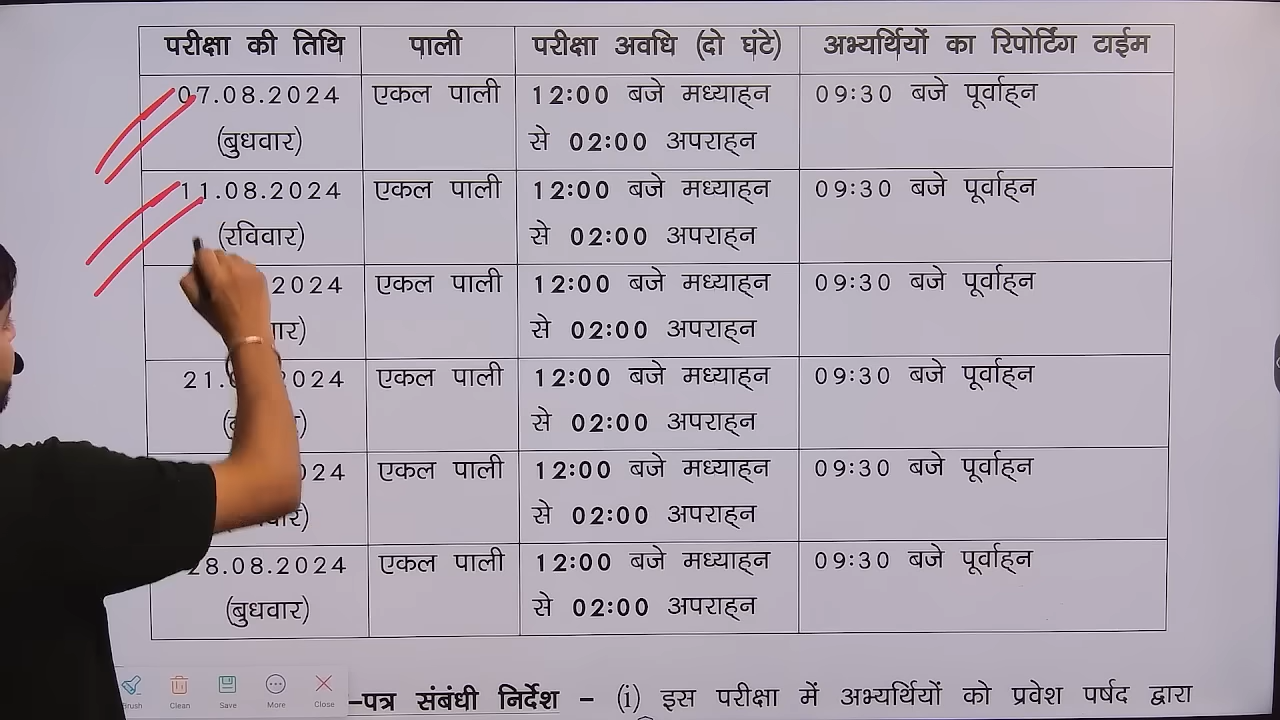 परीक्षा की तिथि पाली परीक्षा अवधि (दो घंटे) अभ्यर्थियों का रिपोर्टिंग टाईम
07.08.2024 एकल पाली 12:00 बजे मध्याह्न 09:30 बजे पूर्वाह्न
(बुधवार) से 02:00 अपराह्न
11.08.2024 एकल पाली 12:00 बजे मध्याह्न 09:30 बजे पूर्वाह्न
(रविवार) से 02:00 अपराह्न
2024 एकल पाली 12:00 बजे मध्याह्न 09:30 बजे पूर्वाह्न
से 02:00 अपराह्न
21. 2024 एकल पाली 12:00 बजे मध्याह्न 09:30 बजे पूर्वाह्न
से 02:00 अपराह्न
024 एकल पाली 12:00 बजे मध्याह्न 09:30 बजे पूर्वाह्न
से 02:00 अपराह्न
28.08.2024 एकल पाली 12:00 बजे मध्याह्न 09:30 बजे पूर्वाह्न
(बुधवार) से 02:00 अपराह्न
-पत्र संबंधी निर्देश – (i) इस परीक्षा में अभ्यर्थियों को प्रवेश पर्षद द्वारा
Brush Clean Save More Close